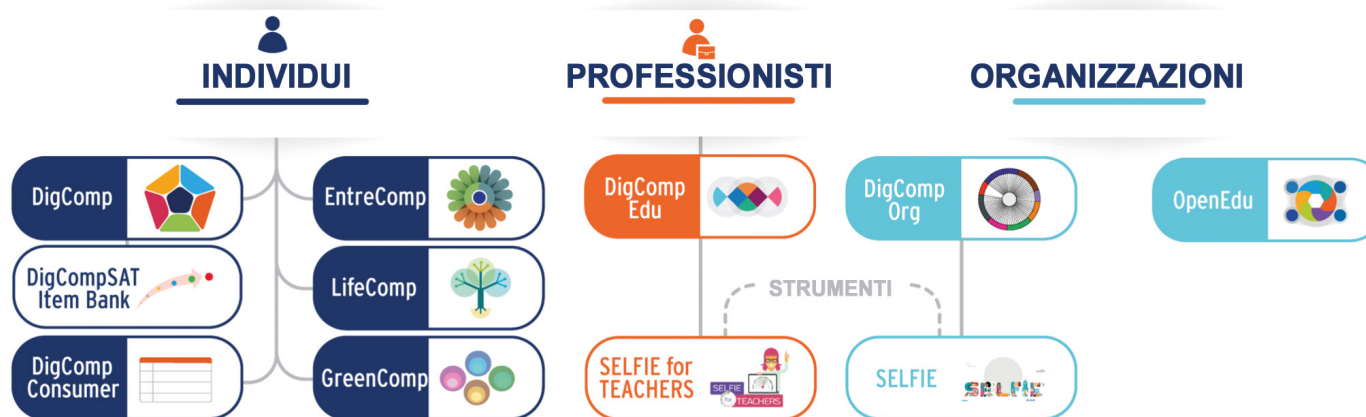 INDIVIDUI
PROFESSIONISTI
ORGANIZZAZIONI
DigComp
EntreComp
DigComp
Edu
DigComp
Org
OpenEdu
DigCompSAT
Item Bank
LifeComp
STRUMENTI
DigComp
Consumer
GreenComp
SELFIE for
TEACHERS
SELFIE
for
TEACHERS
SELFIE
SELFIE